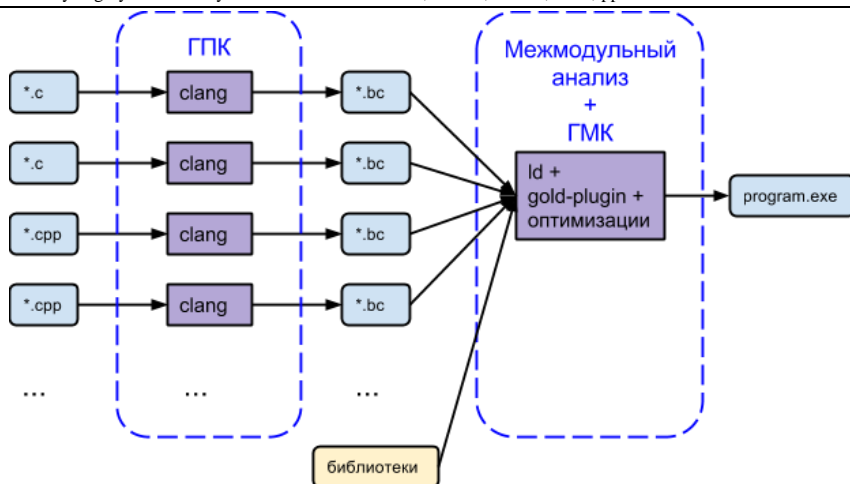 ГПК
Межмодульный
анализ
+
ГМК
*.c
clang
*.bc
*.c
clang
*.bc
ld +
gold-plugin +
оптимизации
program.exe
*.cpp
clang
*.bc
*.cpp
clang
*.bc
...
...
...
библиотеки